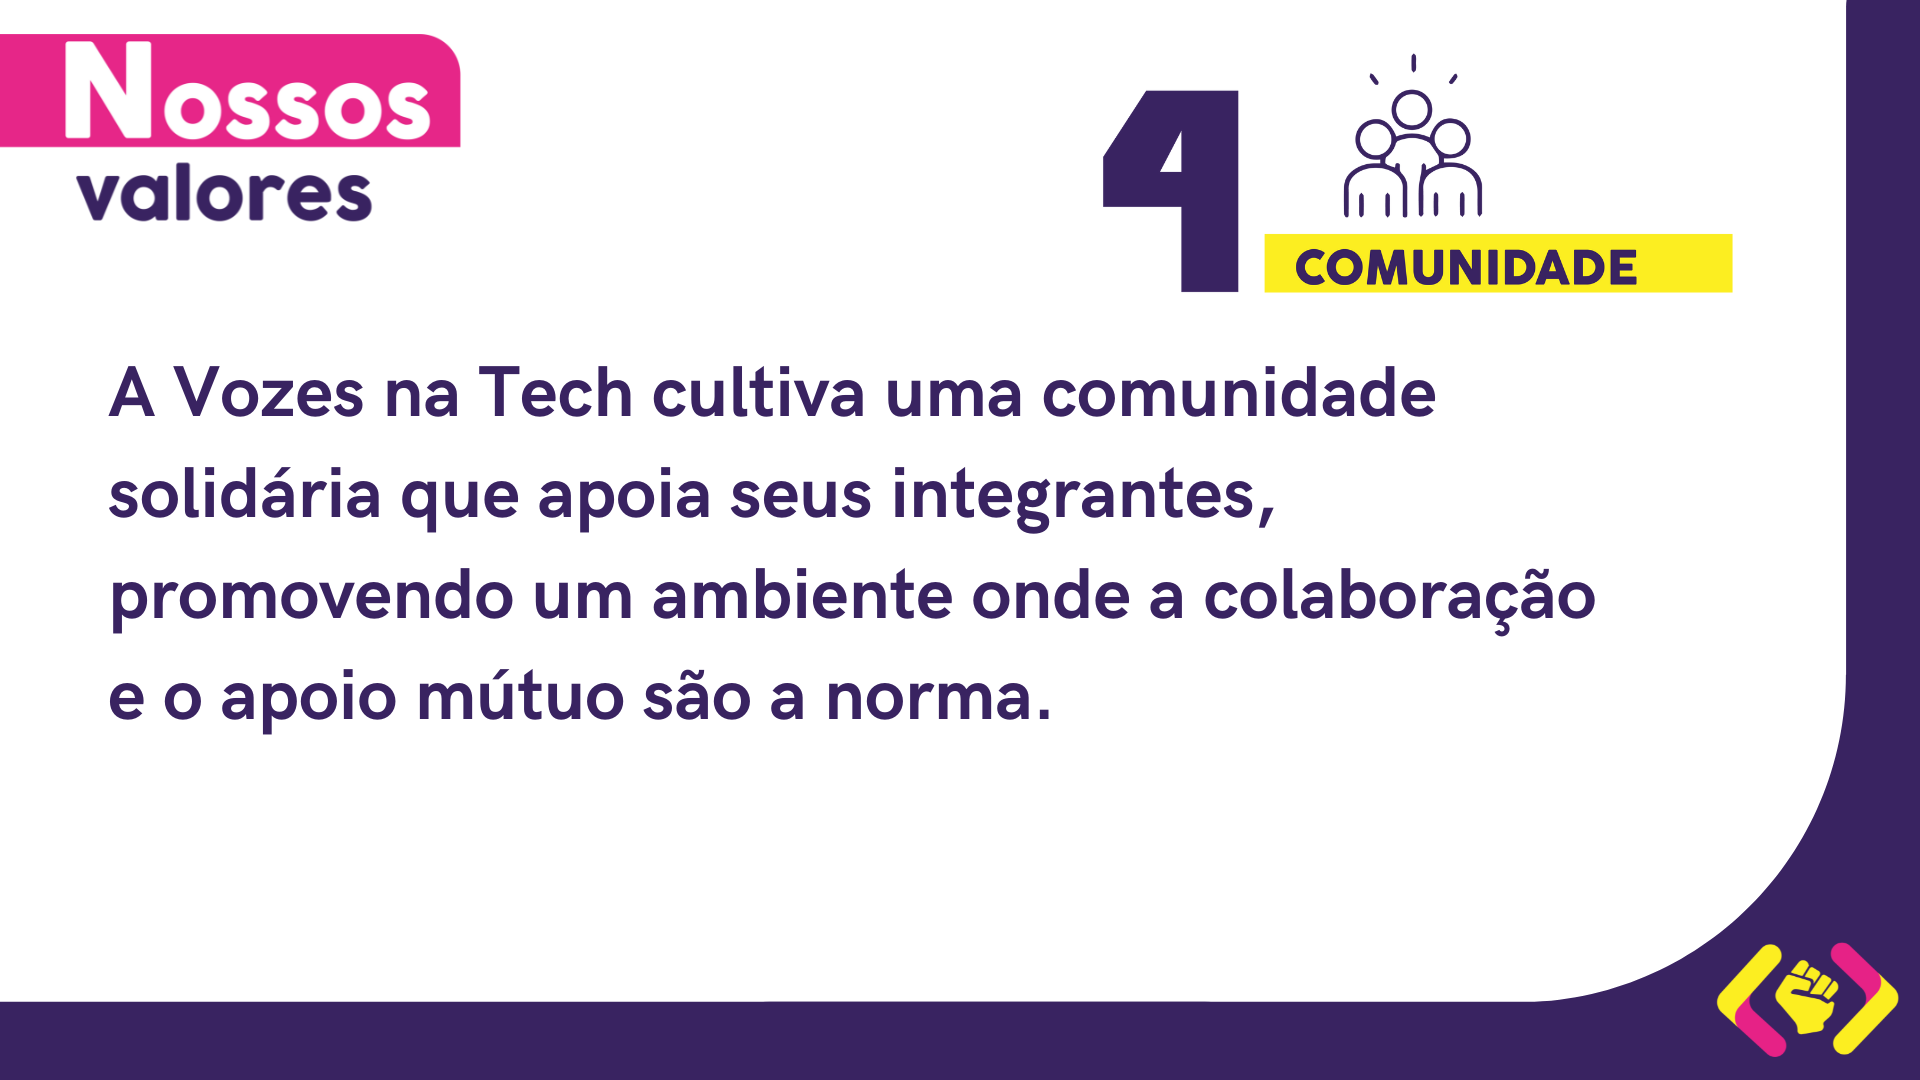 Nossos
valores
4
COMUNIDADE
A Vozes na Tech cultiva uma comunidade
solidária que apoia seus integrantes,
promovendo um ambiente onde a colaboração
e o apoio mútuo são a norma.